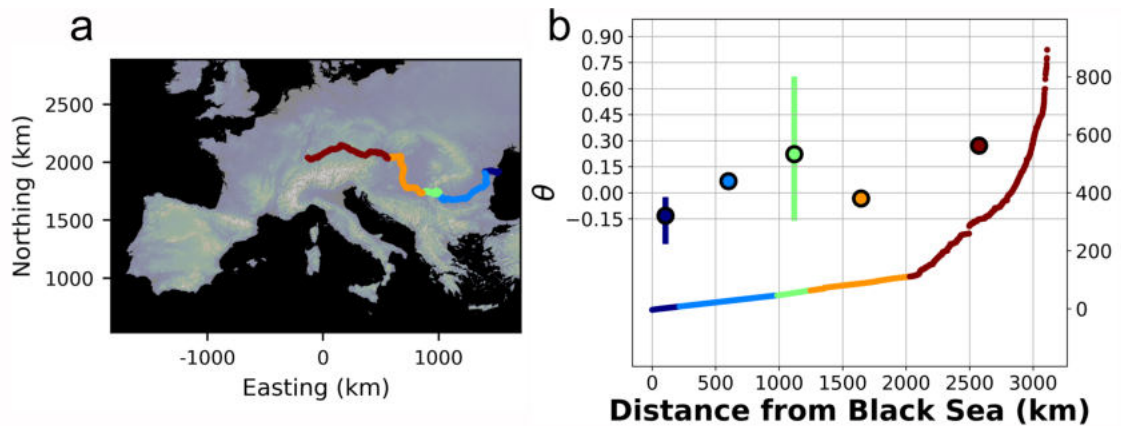 a
Northing (km)
2500
2000
1500
1000
-1000 0 1000
Easting (km)
b
θ
0.90
0.75
0.60
0.45
0.30
0.15
0.00
−0.15
800
600
400
200
0
0 500 1000 1500 2000 2500 3000
Distance from Black Sea (km)